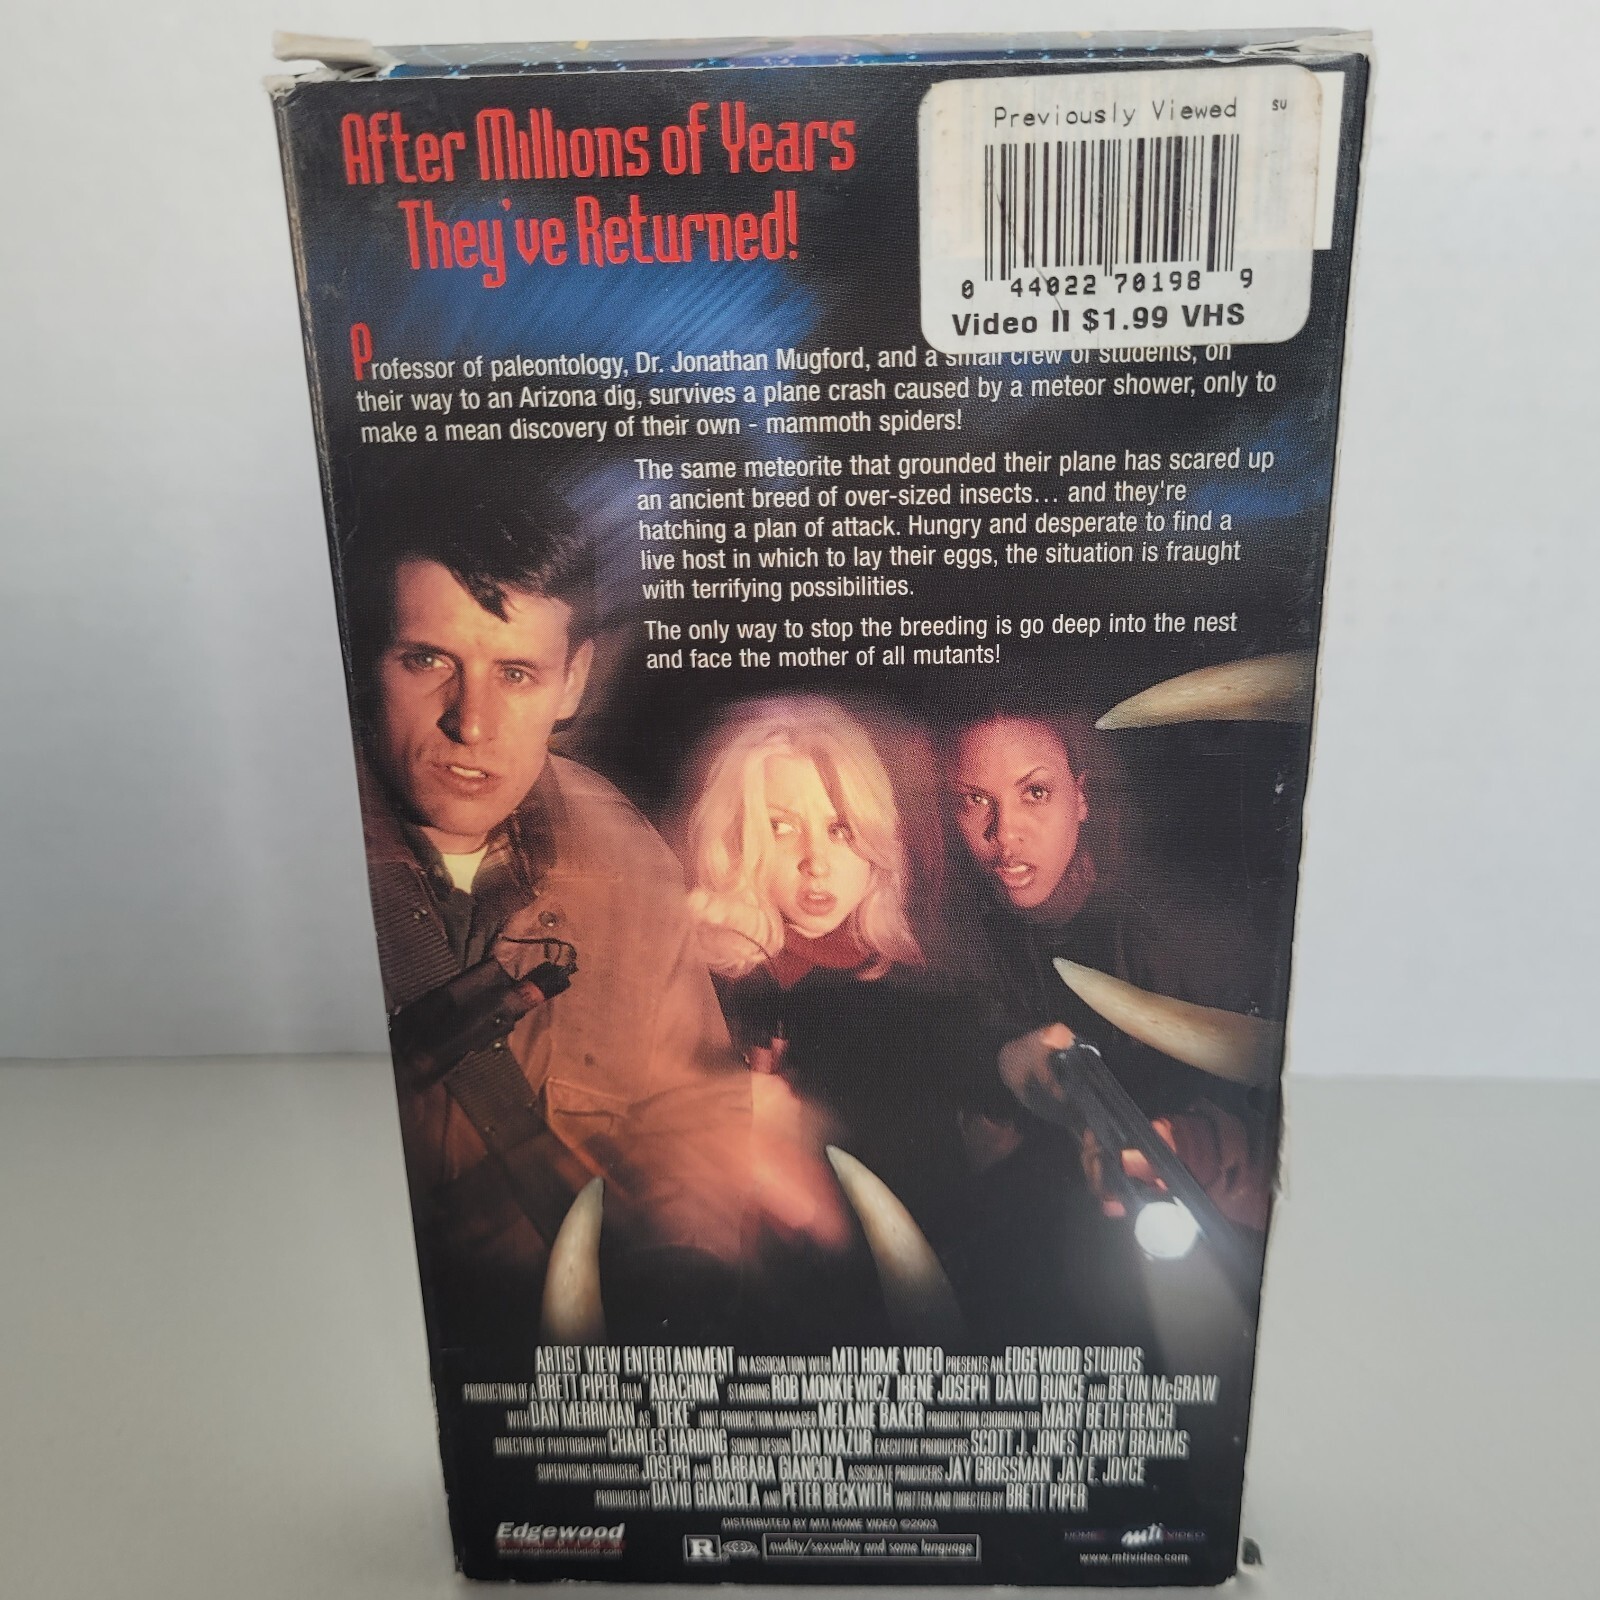 After Millions of Years
They've Returned!
Previously Viewed SU
0 44022 70198 9
Video II $1.99 VHS
Professor of paleontology, Dr. Jonathan Mugford, and a small crew of students, on
their way to an Arizona dig, survives a plane crash caused by a meteor shower, only to
make a mean discovery of their own - mammoth spiders!
The same meteorite that grounded their plane has scared up
an ancient breed of over-sized insects... and they're
hatching a plan of attack. Hungry and desperate to find a
live host in which to lay their eggs, the situation is fraught
with terrifying possibilities.
The only way to stop the breeding is go deep into the nest
and face the mother of all mutants!
ARTIST VIEW ENTERTAINMENT IN ASSOCIATION WITH MTI HOME VIDEO PRESENTS AN EDGEWOOD STUDIOS
PRODUCTION OF A BRETT PIPER FILM "ARACHNIA" STARRING ROB MONKIEWICZ IRENE JOSEPH DAVID BUNCE AND BEVIN McGRAW
WITH DAN MERRIMAN AS "DEKE" UNIT PRODUCTION MANAGER MELANIE BAKER PRODUCTION COORDINATOR MARY BETH FRENCH
DIRECTOR OF PHOTOGRAPHY CHARLES HARDING SOUND DESIGN DAN MAZUR EXECUTIVE PRODUCERS SCOTT J. JONES LARRY BRAHMS
SUPERVISING PRODUCERS JOSEPH AND BARBARA GIANCOLA ASSOCIATE PRODUCERS JAY GROSSMAN JAY E. JOYCE
PRODUCED BY DAVID GIANCOLA AND PETER BECKWITH WRITTEN AND DIRECTED BY BRETT PIPER
DISTRIBUTED BY MTI HOME VIDEO ©2003
Edgewood
STUDIOS
www.edgewoodstudios.com
R nudity/sexuality and some language
HOME mti VIDEO
www.mtivideo.com